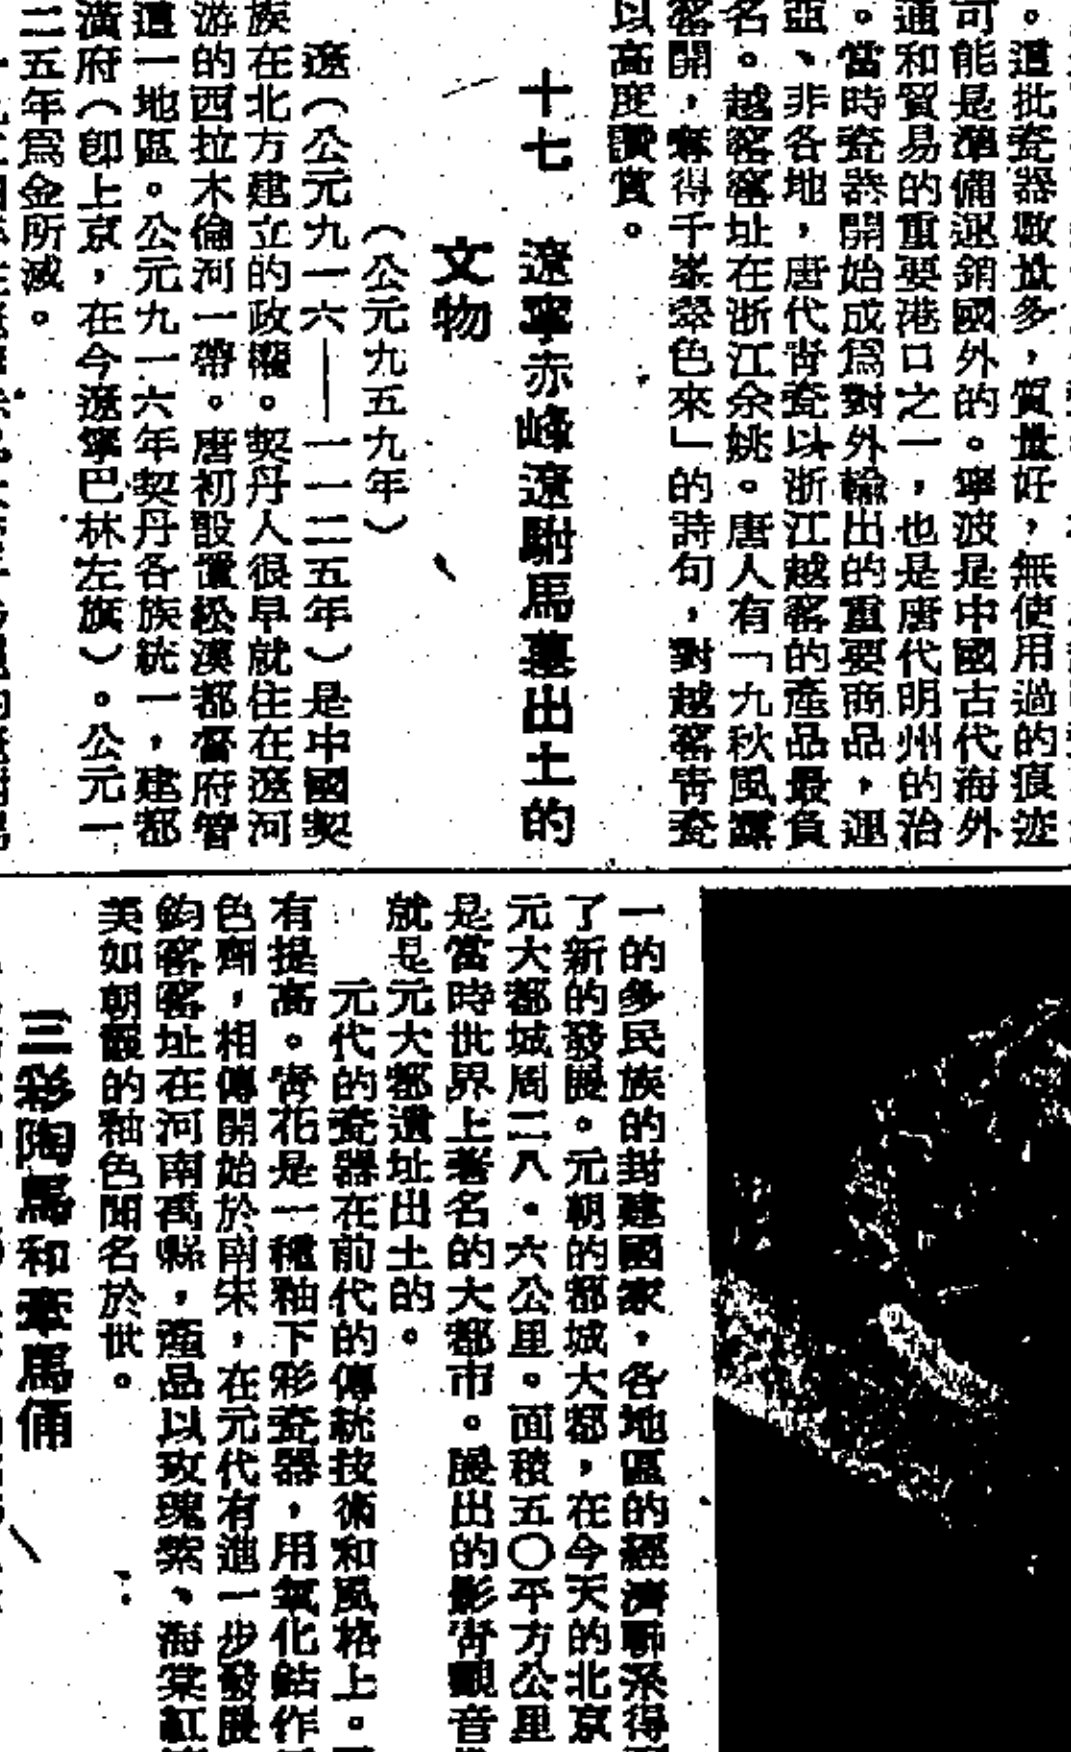 。這批瓷器數量多，質量好，無使用過的痕迹
可能是準備運銷國外的。寧波是中國古代海外
通和貿易的重要港口之一，也是唐代明州的治
。當時瓷器開始成爲對外輸出的重要商品，運
亞、非各地，唐代青瓷以浙江越窰的產品最負
名。越窰窰址在浙江余姚。唐人有「九秋風露
窰開，奪得千峯翠色來」的詩句，對越窰青瓷
以高度讚賞。
十七　遼寧赤峰遼駙馬墓出土的
文物
（公元九五九年）
遼（公元九一六——一一二五年）是中國契
族在北方建立的政權。契丹人很早就住在遼河
游的西拉木倫河一帶。唐初設置松漠都督府管
這一地區。公元九一六年契丹各族統一，建都
潢府（卽上京，在今遼寧巴林左旗）。公元一
二五年爲金所滅。
一的多民族的封建國家，各地區的經濟聯系得
了新的發展。元朝的都城大都，在今天的北京
元大都城周二八．六公里。面積五〇平方公里
是當時世界上著名的大都市。展出的影青觀音
就是元大都遺址出土的。
元代的瓷器在前代的傳統技術和風格上。
有提高。青花是一種釉下彩瓷器，用氧化鈷作
色劑，相傳開始於南宋，在元代有進一步發展
鈞窰窰址在河南禹縣，產品以玫瑰紫、海棠紅
美如朝霞的釉色聞名於世。
三彩陶馬和牽馬俑